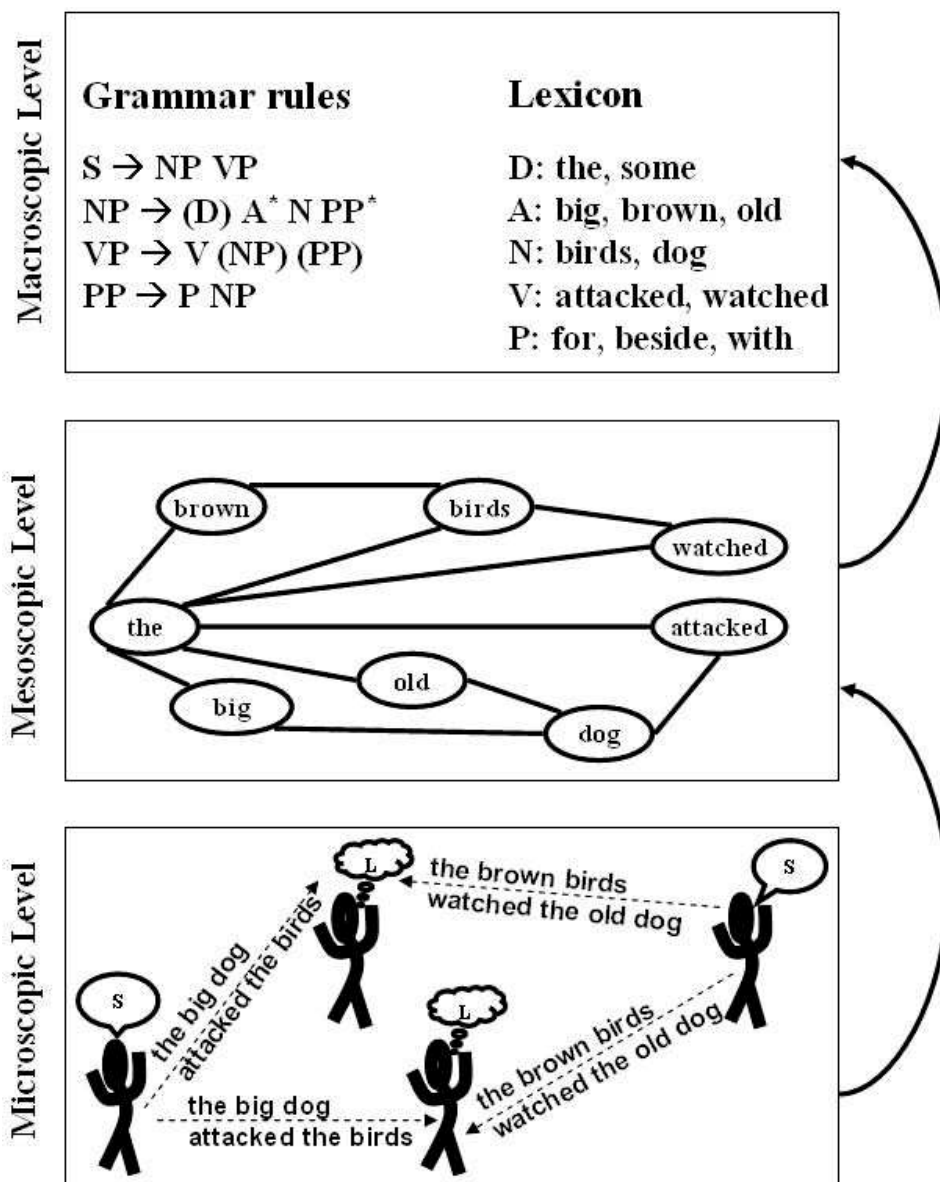 Macroscopic Level
Grammar rules
S → NP VP
NP → (D) A* N PP*
VP → V (NP) (PP)
PP → P NP
Lexicon
D: the, some
A: big, brown, old
N: birds, dog
V: attacked, watched
P: for, beside, with
Mesoscopic Level
brown
birds
watched
the
attacked
old
big
dog
Microscopic Level
L
S
the brown birds
watched the old dog
the big dog
attacked the birds
S
L
the brown birds
watched the old dog
the big dog
attacked the birds